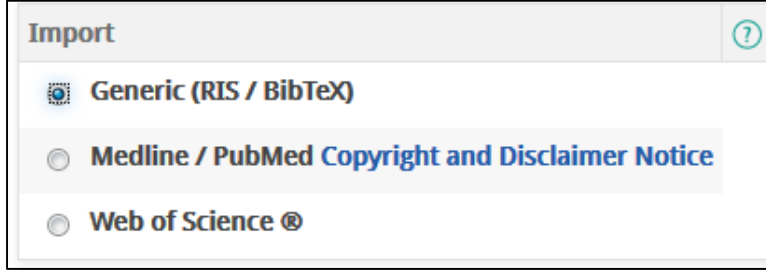 Import ?
Generic (RIS / BibTeX)
Medline / PubMed Copyright and Disclaimer Notice
Web of Science ®